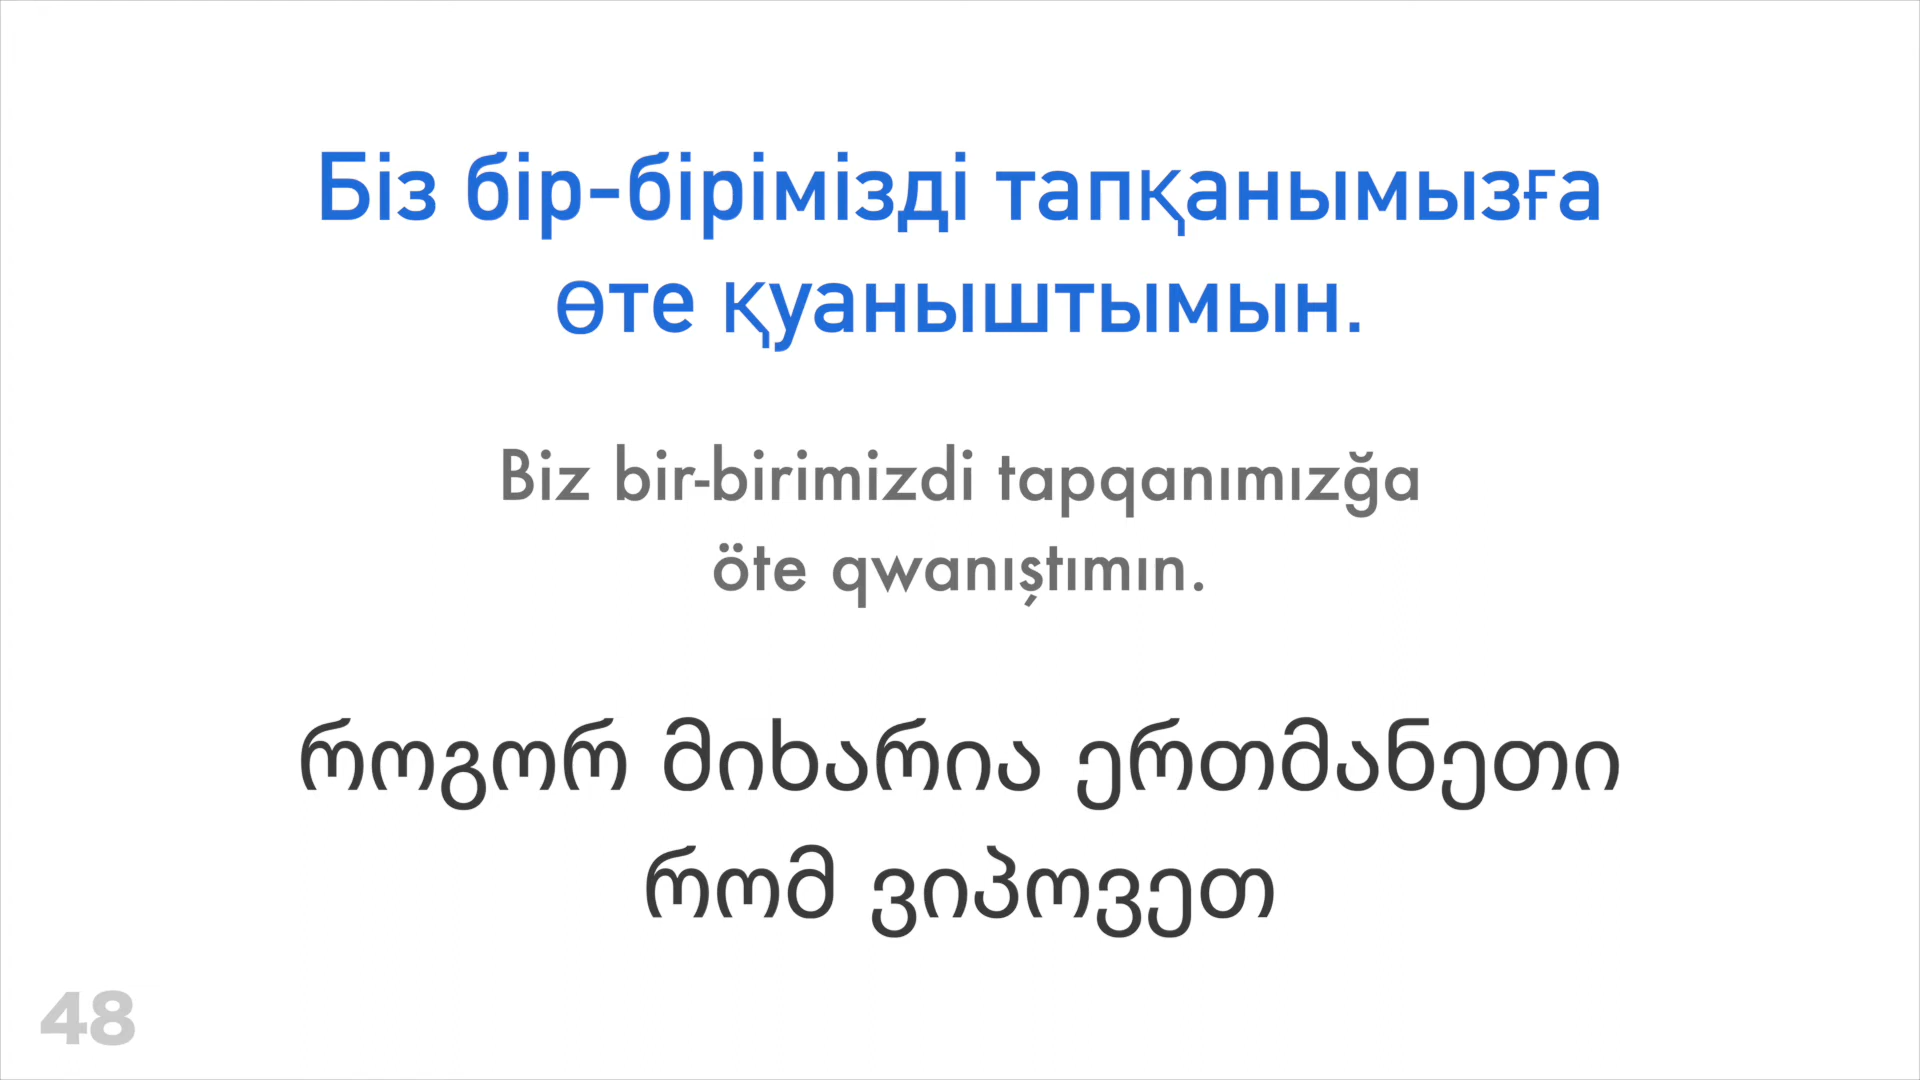 Біз бір-бірімізді тапқанымызға
өте қуаныштымын.
Biz bir-birimizdi tapqanımızğa
öte qwanıştımın.
როგორ მიხარია ერთმანეთი
რომ ვიპოვეთ
48